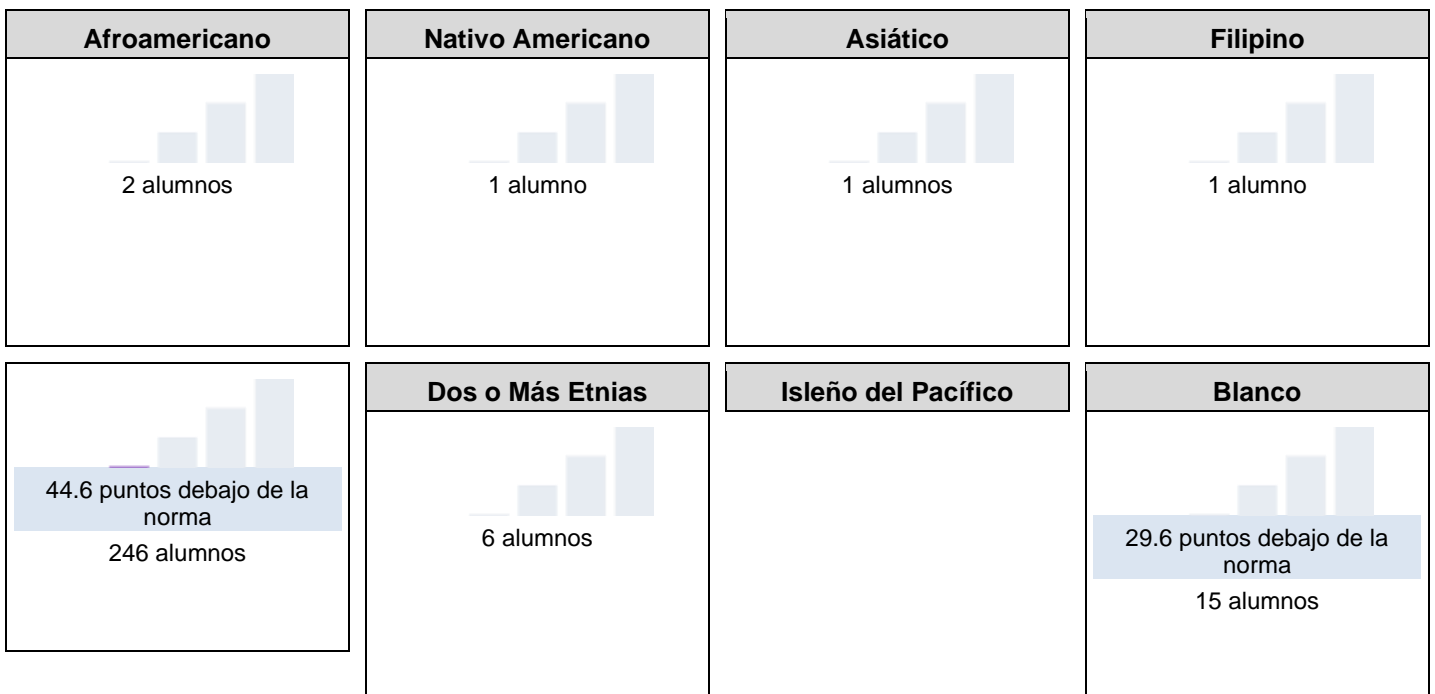 Afroamericano
2 alumnos
Nativo Americano
1 alumno
Asiático
1 alumnos
Filipino
1 alumno
44.6 puntos debajo de la
norma
246 alumnos
Dos o Más Etnias
6 alumnos
Isleño del Pacífico
Blanco
29.6 puntos debajo de la
norma
15 alumnos